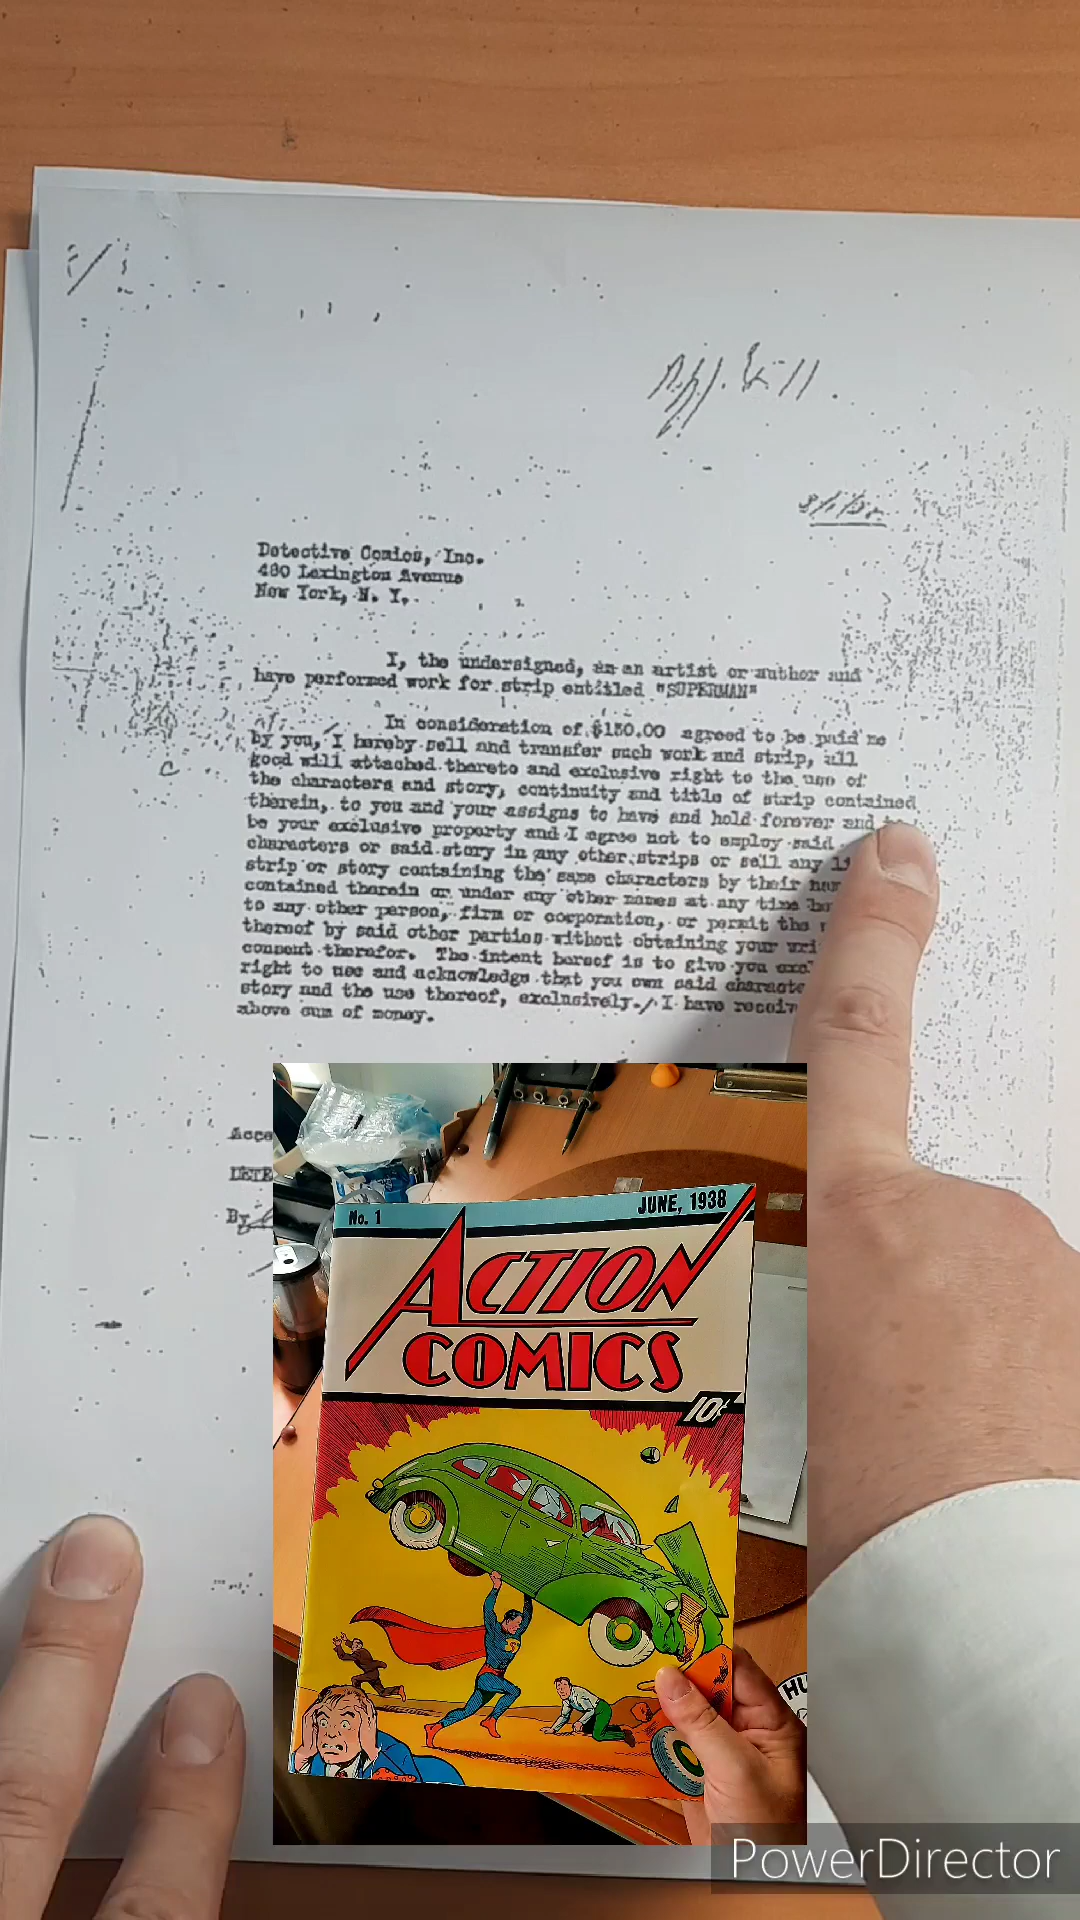 Detective Comics, Inc.
480 Lexington Avenue
New York, N. Y.
I, the undersigned, am an artist or author and
have performed work for strip entitled "SUPERMAN"
In consideration of $130.00 agreed to be paid me
by you, I hereby sell and transfer such work and strip, all
good will attached thereto and exclusive right to the use of
the characters and story, continuity and title of strip contained
therein, to you and your assigns to have and hold forever and
be your exclusive property and I agree not to employ said
characters or said story in any other strips or sell any
strip or story containing the same characters by their
contained therein or under any other names at any time
to any other person, firm or corporation, or permit the
thereof by said other parties without obtaining your
consent therefor. The intent hereof is to give you
right to use and acknowledge that you own said
story and the use thereof, exclusively. I have
above sum of money.
By
No. 1 JUNE, 1938
ACTION
COMICS
10¢
PowerDirector